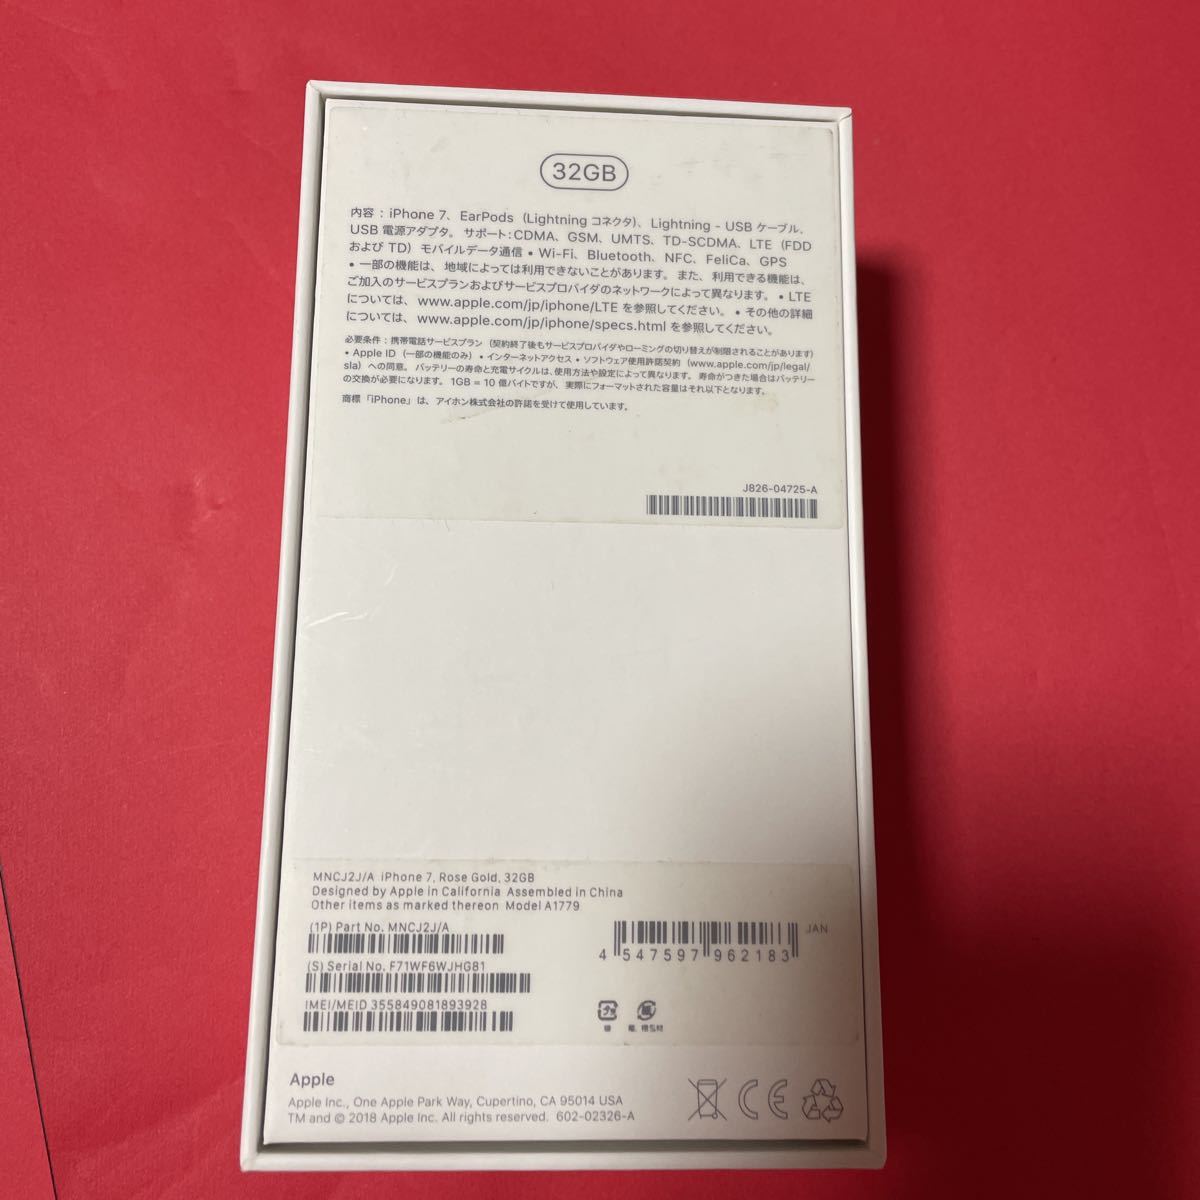 32GB
内容：iPhone 7、EarPods（Lightning コネクタ）、Lightning - USB ケーブル、
USB 電源アダプタ。サポート：CDMA、GSM、UMTS、TD-SCDMA、LTE（FDD
および TD）モバイルデータ通信 • Wi-Fi、Bluetooth、NFC、FeliCa、GPS
• 一部の機能は、地域によっては利用できないことがあります。また、利用できる機能は、
ご加入のサービスプランおよびサービスプロバイダのネットワークによって異なります。• LTE
については、www.apple.com/jp/iphone/LTE を参照してください。• その他の詳細
については、www.apple.com/jp/iphone/specs.html を参照してください。
必要条件：携帯電話サービスプラン（契約終了後もサービスプロバイダやローミングの切り替えが制限されることがあります）
• Apple ID（一部の機能のみ）• インターネットアクセス • ソフトウェア使用許諾契約（www.apple.com/jp/legal/
sla）への同意。バッテリーの寿命と充電サイクルは、使用方法や設定によって異なります。寿命がつきた場合はバッテリー
の交換が必要になります。1GB = 10 億バイトですが、実際にフォーマットされた容量はそれ以下となります。
商標「iPhone」は、アイホン株式会社の許諾を受けて使用しています。
J826-04725-A
MNCJ2J/A iPhone 7, Rose Gold, 32GB
Designed by Apple in California Assembled in China
Other items as marked thereon Model A1779
(1P) Part No. MNCJ2J/A
(S) Serial No. F71WF6WJHG81
IMEI/MEID 355849081893928
JAN
4 547597 962183
箱
箱, 梱包材
Apple
Apple Inc., One Apple Park Way, Cupertino, CA 95014 USA
TM and © 2018 Apple Inc. All rights reserved. 602-02326-A
CE